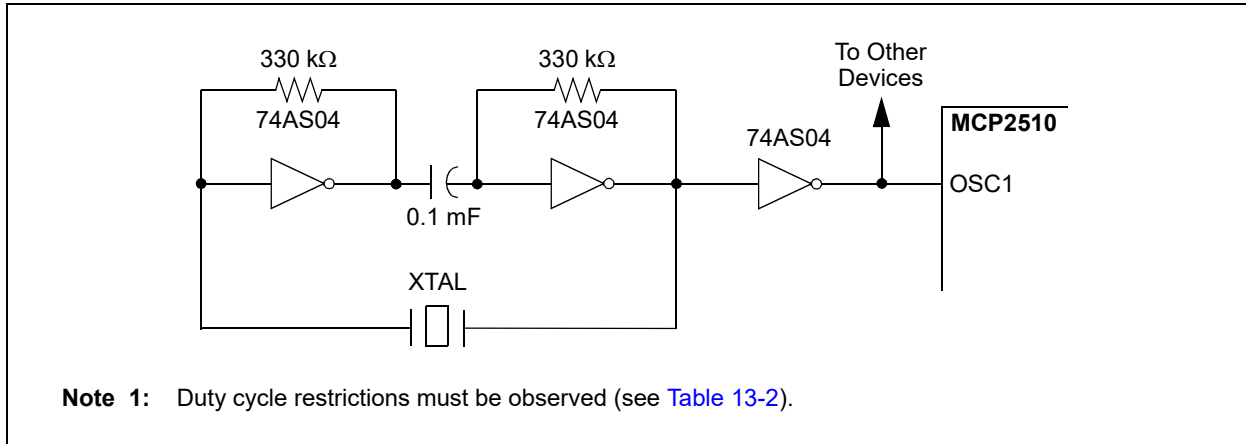 330 kΩ
330 kΩ
To Other
Devices
74AS04
74AS04
74AS04
MCP2510
OSC1
0.1 mF
XTAL
Note 1: Duty cycle restrictions must be observed (see Table 13-2).